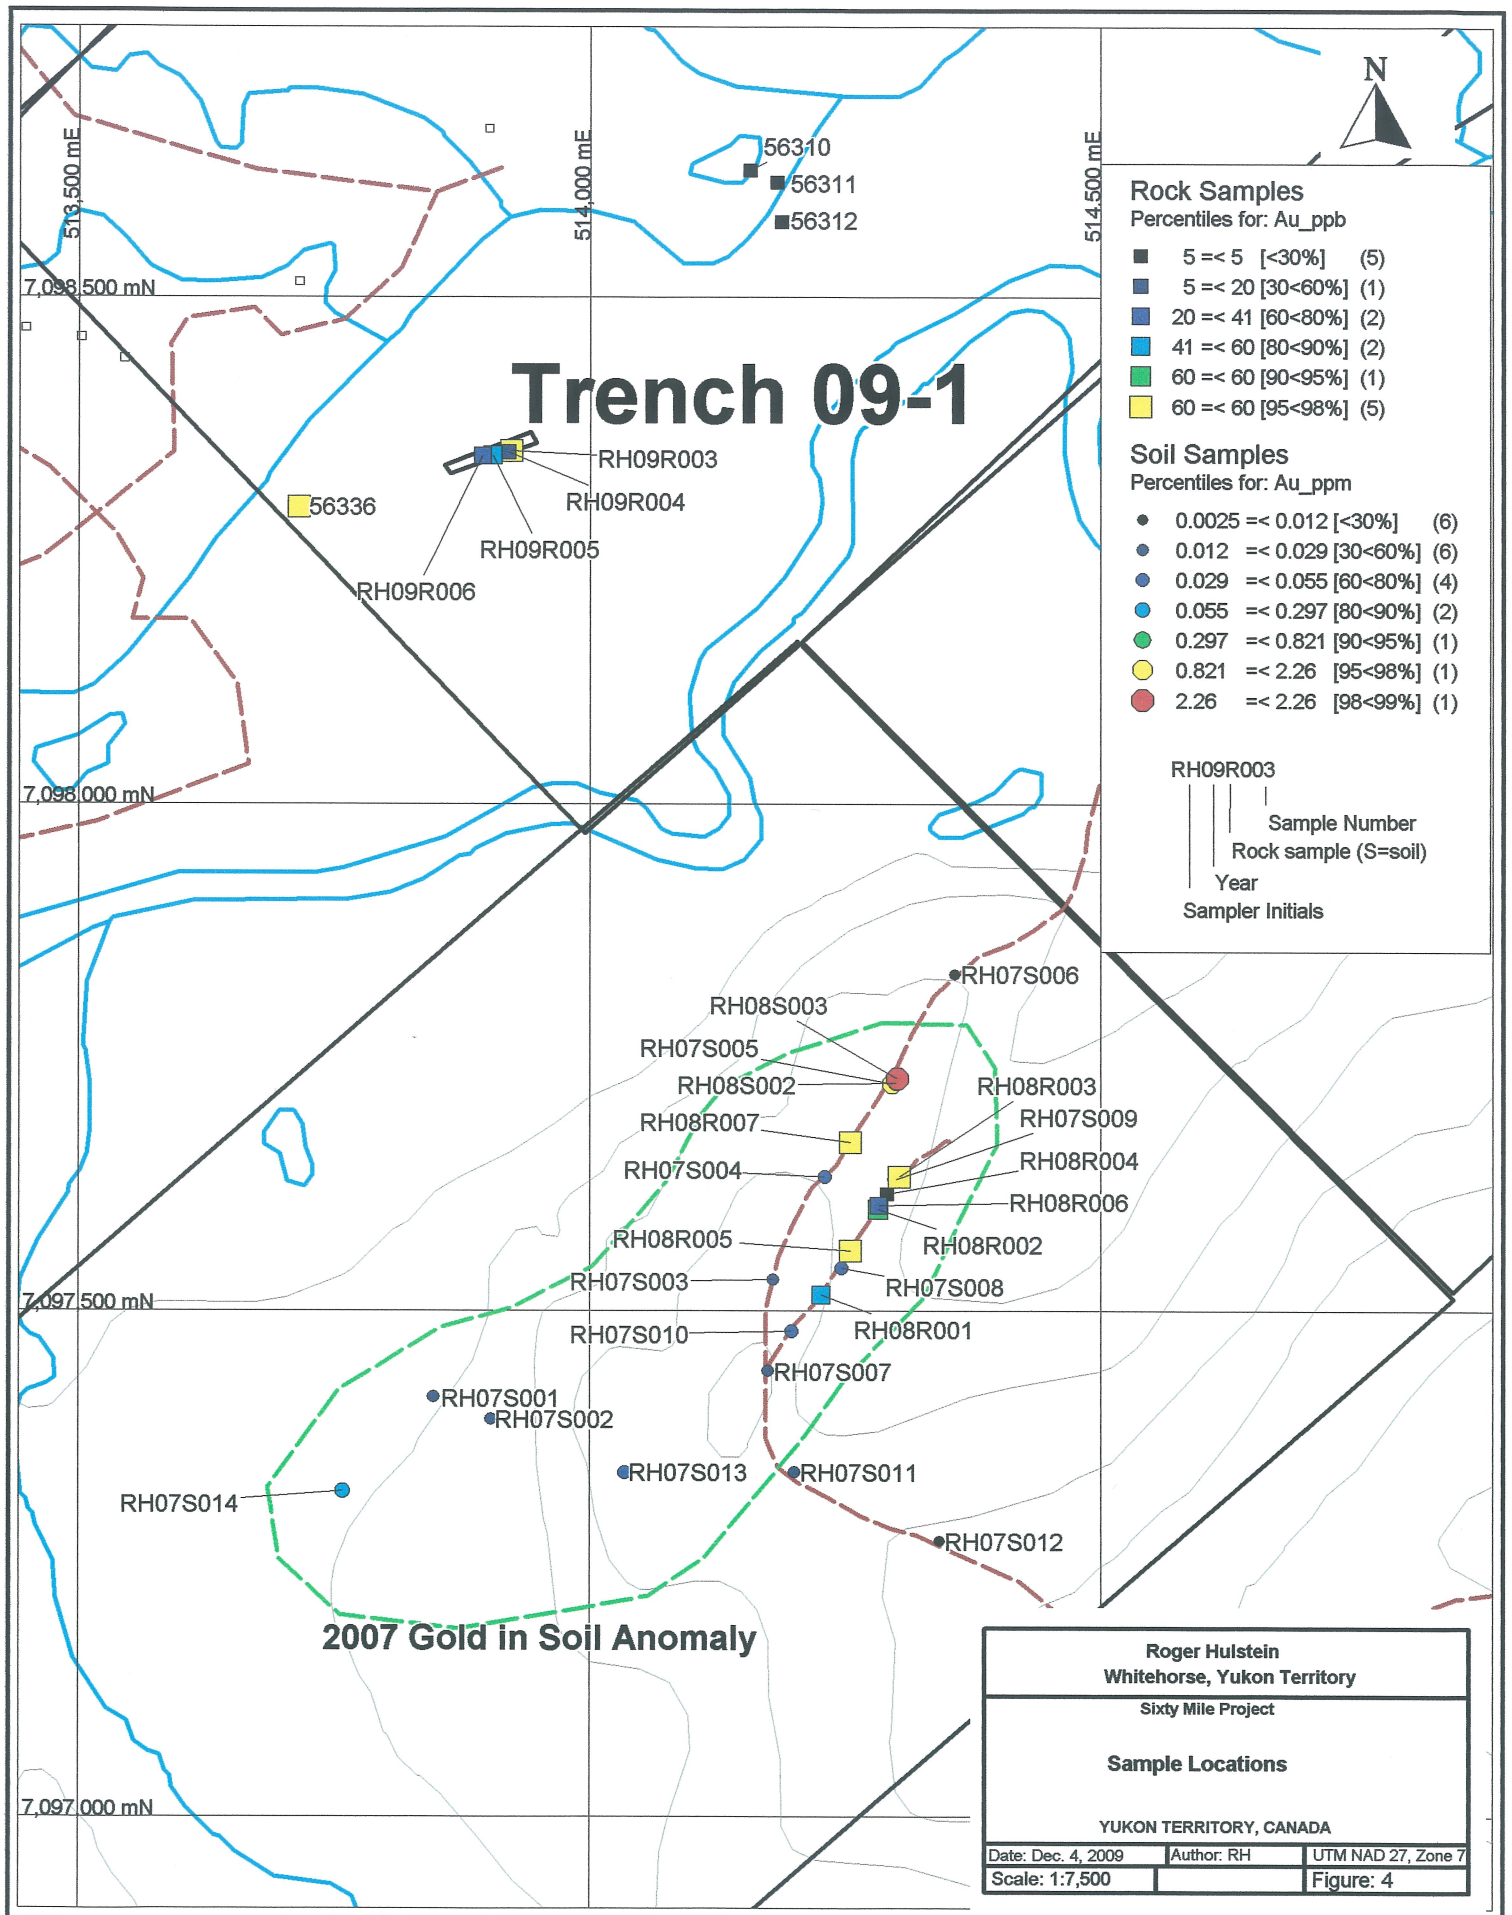 N
513,500 mE
514,000 mE
514,500 mE
56310
56311
56312
7,098,500 mN
Trench 09-1
RH09R003
RH09R004
RH09R005
RH09R006
56336
7,098,000 mN
Rock Samples
Percentiles for: Au_ppb
5 =< 5 [<30%] (5)
5 =< 20 [30<60%] (1)
20 =< 41 [60<80%] (2)
41 =< 60 [80<90%] (2)
60 =< 60 [90<95%] (1)
60 =< 60 [95<98%] (5)
Soil Samples
Percentiles for: Au_ppm
0.0025 =< 0.012 [<30%] (6)
0.012 =< 0.029 [30<60%] (6)
0.029 =< 0.055 [60<80%] (4)
0.055 =< 0.297 [80<90%] (2)
0.297 =< 0.821 [90<95%] (1)
0.821 =< 2.26 [95<98%] (1)
2.26 =< 2.26 [98<99%] (1)
RH09R003
Sample Number
Rock sample (S=soil)
Year
Sampler Initials
RH07S006
RH08S003
RH07S005
RH08S002
RH08R003
RH08R007
RH07S009
RH07S004
RH08R004
RH08R006
RH08R005
RH08R002
RH07S003
RH07S008
7,097,500 mN
RH07S010
RH08R001
RH07S007
RH07S001
RH07S002
RH07S013
RH07S011
RH07S014
RH07S012
2007 Gold in Soil Anomaly
7,097,000 mN
Roger Hulstein
Whitehorse, Yukon Territory
Sixty Mile Project
Sample Locations
YUKON TERRITORY, CANADA
Date: Dec. 4, 2009
Author: RH
UTM NAD 27, Zone 7
Scale: 1:7,500
Figure: 4